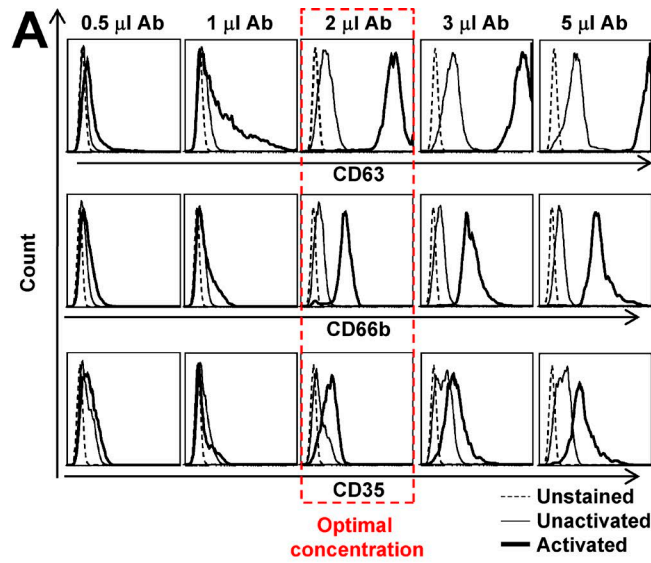 A
0.5 µl Ab 1 µl Ab 2 µl Ab 3 µl Ab 5 µl Ab
CD63
CD66b
CD35
Count
Optimal
concentration
Unstained
Unactivated
Activated